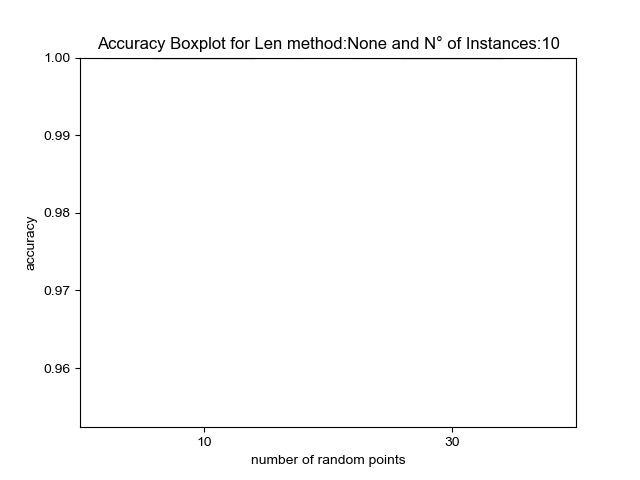 Accuracy Boxplot for Len method:None and N° of Instances:10
1.00
0.99
0.98
0.97
0.96
accuracy
10 30
number of random points